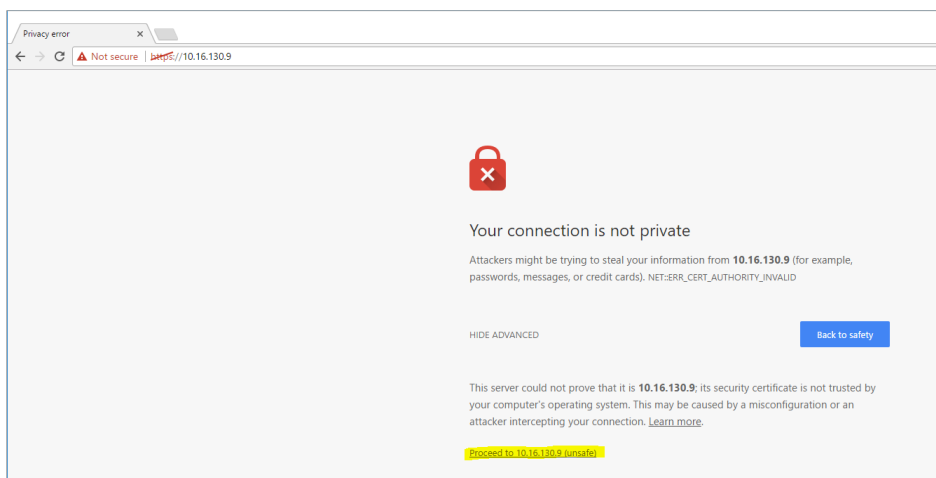 Privacy error
Not secure | https://10.16.130.9
Your connection is not private
Attackers might be trying to steal your information from 10.16.130.9 (for example,
passwords, messages, or credit cards). NET::ERR_CERT_AUTHORITY_INVALID
HIDE ADVANCED
Back to safety
This server could not prove that it is 10.16.130.9; its security certificate is not trusted by
your computer's operating system. This may be caused by a misconfiguration or an
attacker intercepting your connection. Learn more.
Proceed to 10.16.130.9 (unsafe)